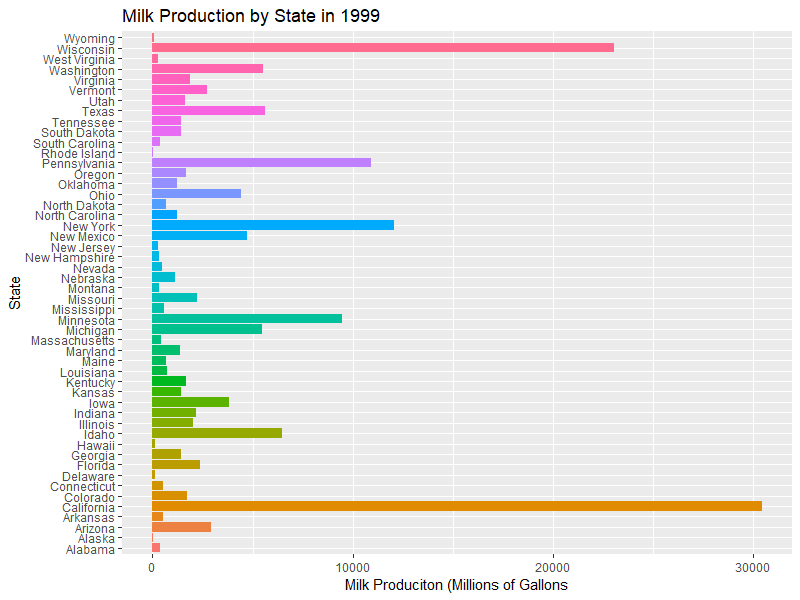 Milk Production by State in 1999
State
Wyoming
Wisconsin
West Virginia
Washington
Virginia
Vermont
Utah
Texas
Tennessee
South Dakota
South Carolina
Rhode Island
Pennsylvania
Oregon
Oklahoma
Ohio
North Dakota
North Carolina
New York
New Mexico
New Jersey
New Hampshire
Nevada
Nebraska
Montana
Missouri
Mississippi
Minnesota
Michigan
Massachusetts
Maryland
Maine
Louisiana
Kentucky
Kansas
Iowa
Indiana
Illinois
Idaho
Hawaii
Georgia
Florida
Delaware
Connecticut
Colorado
California
Arkansas
Arizona
Alaska
Alabama
0 10000 20000 30000
Milk Produciton (Millions of Gallons